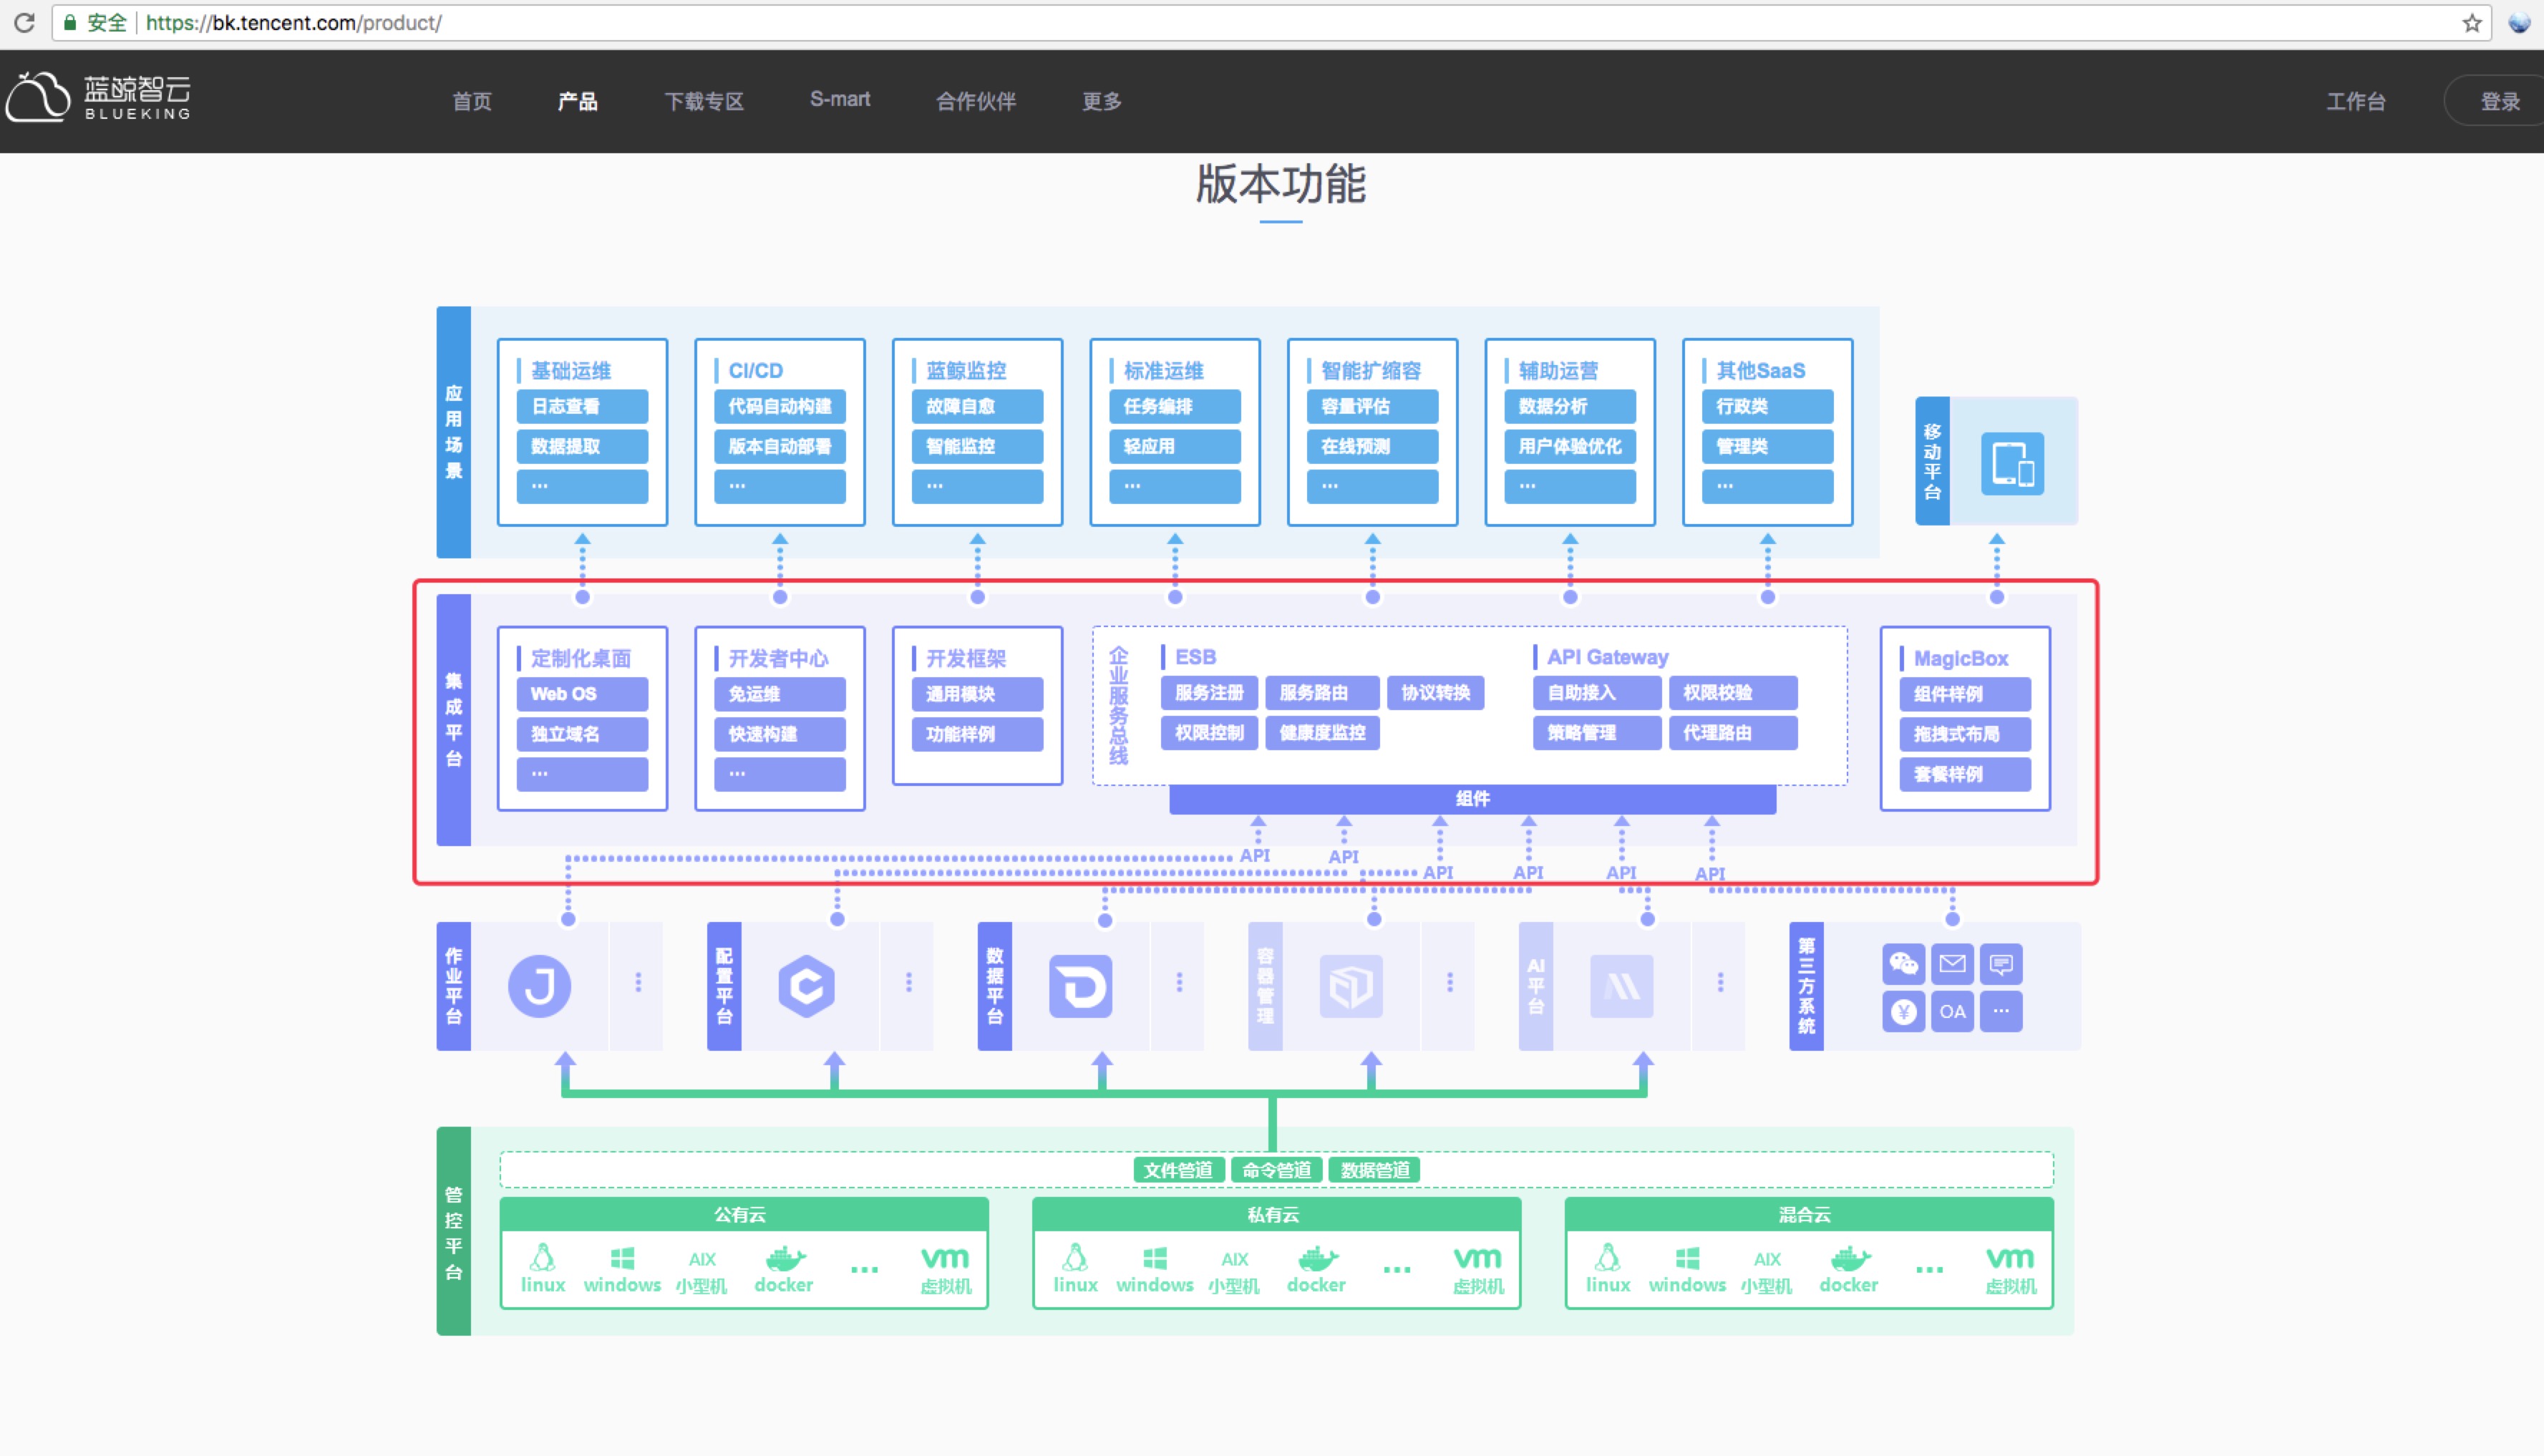 安全 https://bk.tencent.com/product/
蓝鲸智云
BLUEKING
首页 产品 下载专区 S-mart 合作伙伴 更多 工作台 登录
版本功能
应用场景
基础运维
日志查看
数据提取
...
CI/CD
代码自动构建
版本自动部署
...
蓝鲸监控
故障自愈
智能监控
...
标准运维
任务编排
轻应用
...
智能扩缩容
容量评估
在线预测
...
辅助运营
数据分析
用户体验优化
...
其他SaaS
行政类
管理类
...
移动平台
集成平台
定制化桌面
Web OS
独立域名
...
开发者中心
免运维
快速构建
...
开发框架
通用模块
功能样例
企业服务总线
ESB
服务注册 服务路由 协议转换
权限控制 健康度监控
API Gateway
自助接入 权限校验
策略管理 代理路由
组件
MagicBox
组件样例
拖拽式布局
套餐样例
API API API API API API
作业平台
配置平台
数据平台
容器管理
AI平台
第三方系统
OA ...
文件管道 命令管道 数据管道
管控平台
公有云
linux windows AIX 小型机 docker ... vm 虚拟机
私有云
linux windows AIX 小型机 docker ... vm 虚拟机
混合云
linux windows AIX 小型机 docker ... vm 虚拟机